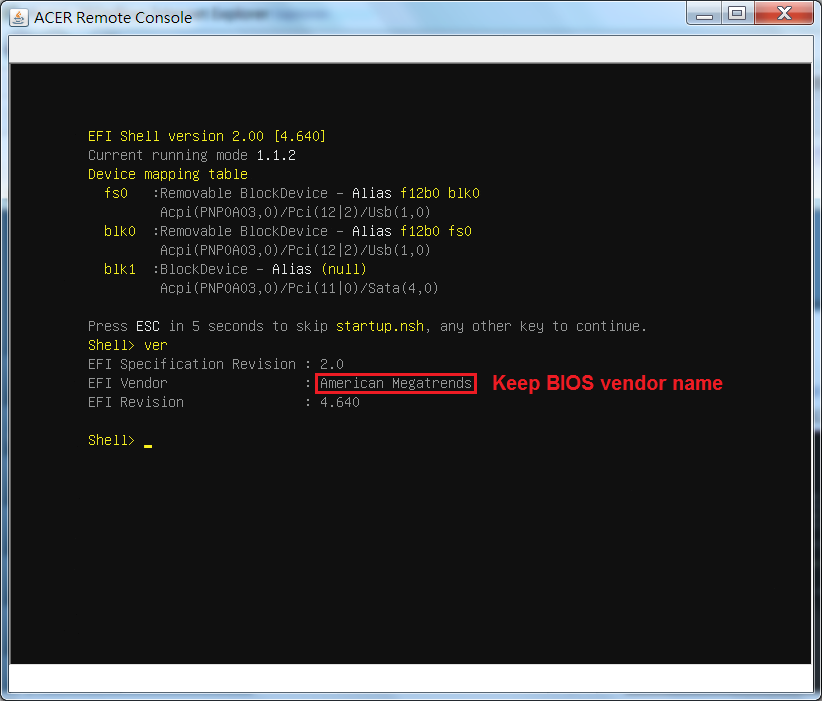 ACER Remote Console
EFI Shell version 2.00 [4.640]
Current running mode 1.1.2
Device mapping table
fs0 :Removable BlockDevice - Alias f12b0 blk0
Acpi(PNP0A03,0)/Pci(12|2)/Usb(1,0)
blk0 :Removable BlockDevice - Alias f12b0 fs0
Acpi(PNP0A03,0)/Pci(12|2)/Usb(1,0)
blk1 :BlockDevice - Alias (null)
Acpi(PNP0A03,0)/Pci(11|0)/Sata(4,0)
Press ESC in 5 seconds to skip startup.nsh, any other key to continue.
Shell> ver
EFI Specification Revision : 2.0
EFI Vendor : American Megatrends Keep BIOS vendor name
EFI Revision : 4.640
Shell> _